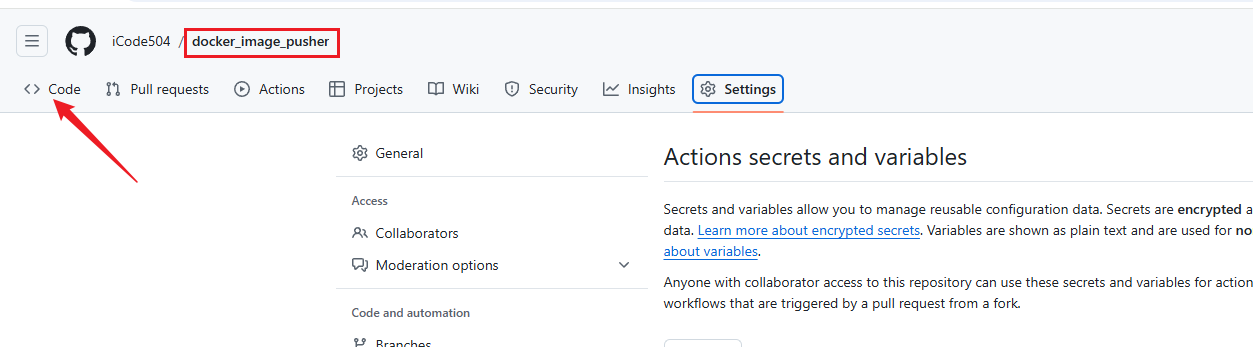 iCode504 / docker_image_pusher
Code Pull requests Actions Projects Wiki Security Insights Settings
General
Access
Collaborators
Moderation options
Code and automation
Branches
Actions secrets and variables
Secrets and variables allow you to manage reusable configuration data. Secrets are encrypted a
data. Learn more about encrypted secrets. Variables are shown as plain text and are used for no
about variables.
Anyone with collaborator access to this repository can use these secrets and variables for action
workflows that are triggered by a pull request from a fork.